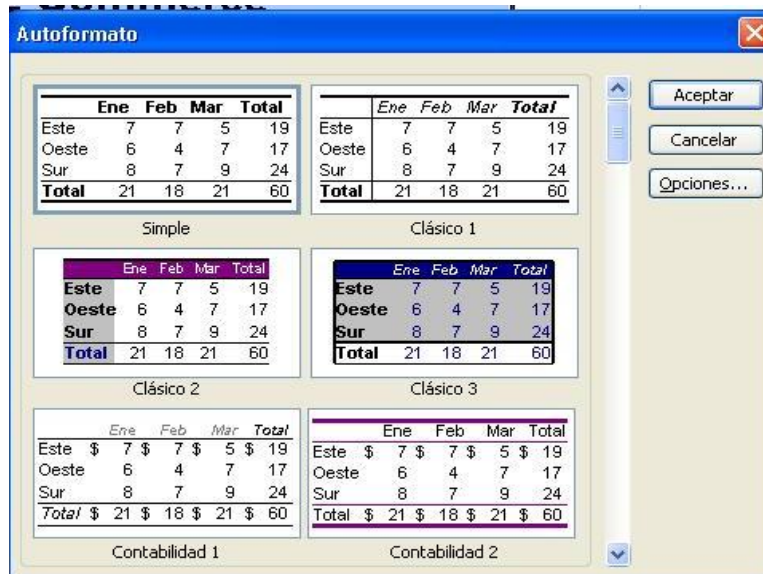 Autoformato
Ene Feb Mar Total
Este 7 7 5 19
Oeste 6 4 7 17
Sur 8 7 9 24
Total 21 18 21 60
Simple
Ene Feb Mar Total
Este 7 7 5 19
Oeste 6 4 7 17
Sur 8 7 9 24
Total 21 18 21 60
Clásico 1
Ene Feb Mar Total
Este 7 7 5 19
Oeste 6 4 7 17
Sur 8 7 9 24
Total 21 18 21 60
Clásico 2
Ene Feb Mar Total
Este 7 7 5 19
Oeste 6 4 7 17
Sur 8 7 9 24
Total 21 18 21 60
Clásico 3
Ene Feb Mar Total
Este $ 7 $ 7 $ 5 $ 19
Oeste 6 4 7 17
Sur 8 7 9 24
Total $ 21 $ 18 $ 21 $ 60
Contabilidad 1
Ene Feb Mar Total
Este $ 7 $ 7 $ 5 $ 19
Oeste 6 4 7 17
Sur 8 7 9 24
Total $ 21 $ 18 $ 21 $ 60
Contabilidad 2
Aceptar
Cancelar
Opciones...